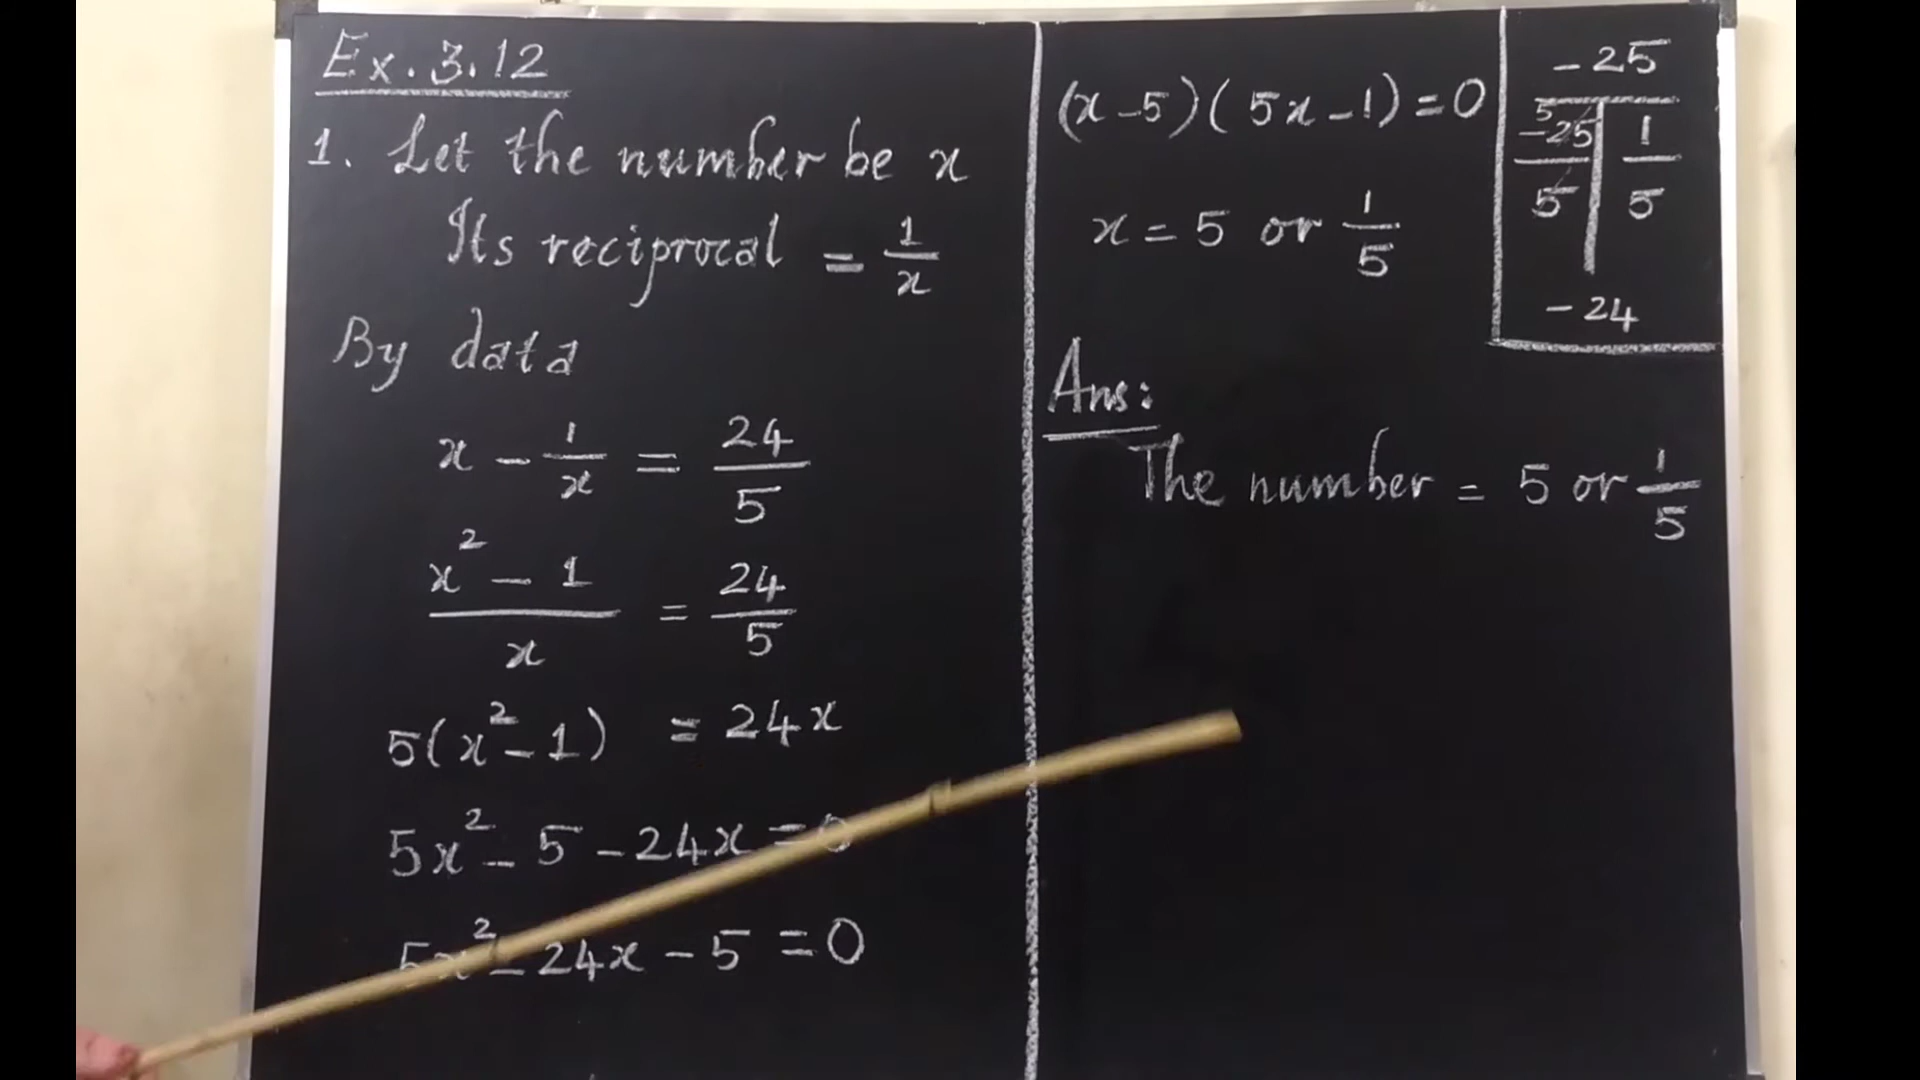 Ex. 3.12
1. Let the number be x
Its reciprocal = 1/x
By data
x - 1/x = 24/5
x² - 1 / x = 24/5
5(x² - 1) = 24x
5x² - 5 - 24x = 0
5x² - 24x - 5 = 0
(x - 5)(5x - 1) = 0
x = 5 or 1/5
-25
5
-25/5 | 1/5
-24
Ans:
The number = 5 or 1/5